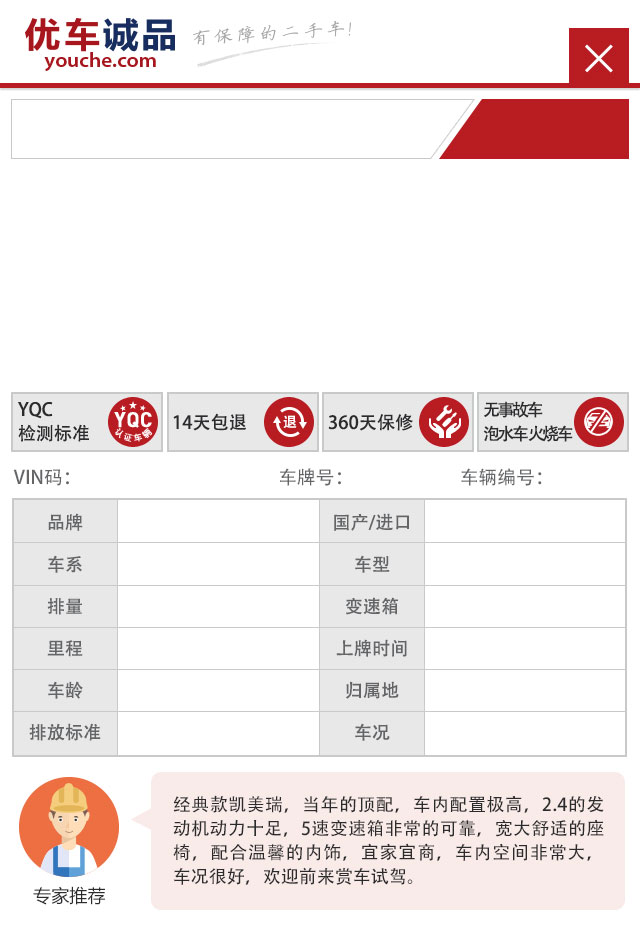 优车诚品
youche.com
有保障的二手车!
YQC
检测标准
YQC
认证车辆
14天包退
退
360天保修
无事故车
泡水车火烧车
VIN码： 车牌号： 车辆编号：
品牌 国产/进口
车系 车型
排量 变速箱
里程 上牌时间
车龄 归属地
排放标准 车况
经典款凯美瑞，当年的顶配，车内配置极高，2.4的发
动机动力十足，5速变速箱非常的可靠，宽大舒适的座
椅，配合温馨的内饰，宜家宜商，车内空间非常大，
车况很好，欢迎前来赏车试驾。
专家推荐